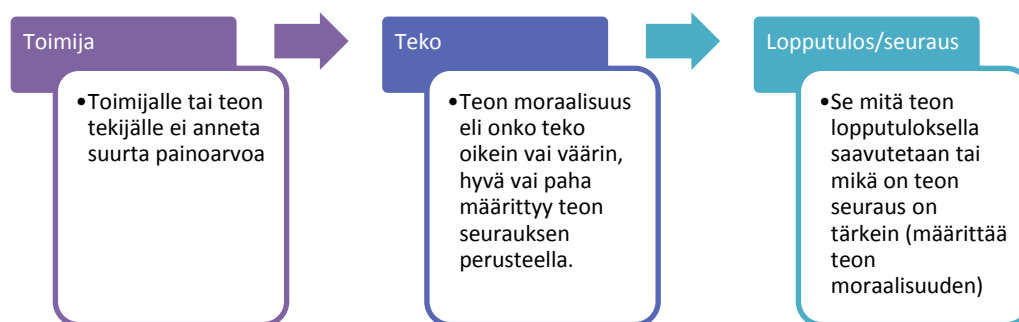 Toimija
•Toimijalle tai teon
tekijälle ei anneta
suurta painoarvoa
Teko
•Teon moraalisuus
eli onko teko
oikein vai väärin,
hyvä vai paha
määrittyy teon
seurauksen
perusteella.
Lopputulos/seuraus
•Se mitä teon
lopputuloksella
saavutetaan tai
mikä on teon
seuraus on
tärkein (määrittää
teon
moraalisuuden)